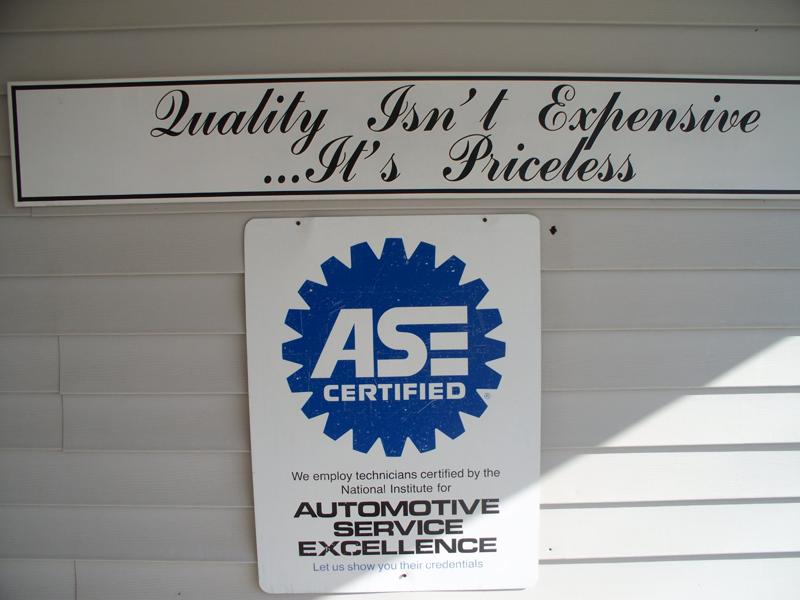 Quality Isn't Expensive
...It's Priceless
ASE
CERTIFIED
®
We employ technicians certified by the
National Institute for
AUTOMOTIVE
SERVICE
EXCELLENCE
Let us show you their credentials